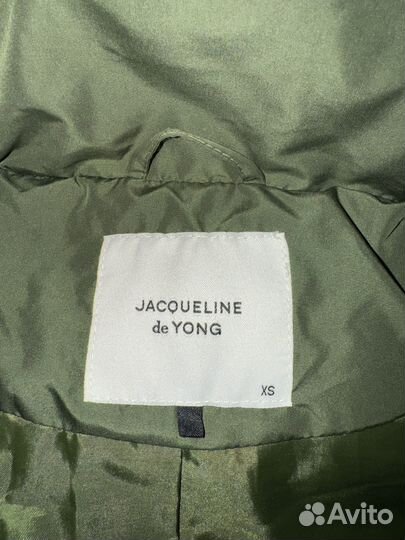 JACQUELINE
de YONG
XS
Avito